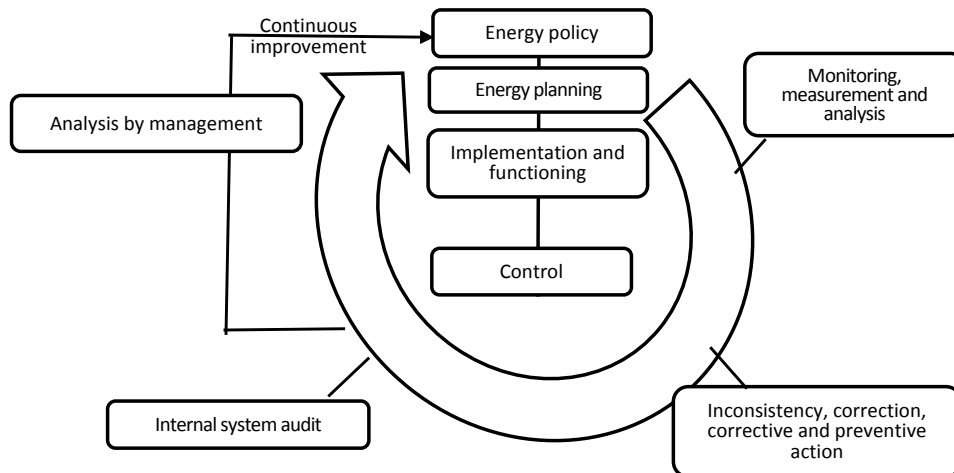 Continuous
improvement
Energy policy
Energy planning
Monitoring,
measurement and
analysis
Analysis by management
Implementation and
functioning
Control
Internal system audit
Inconsistency, correction,
corrective and preventive
action